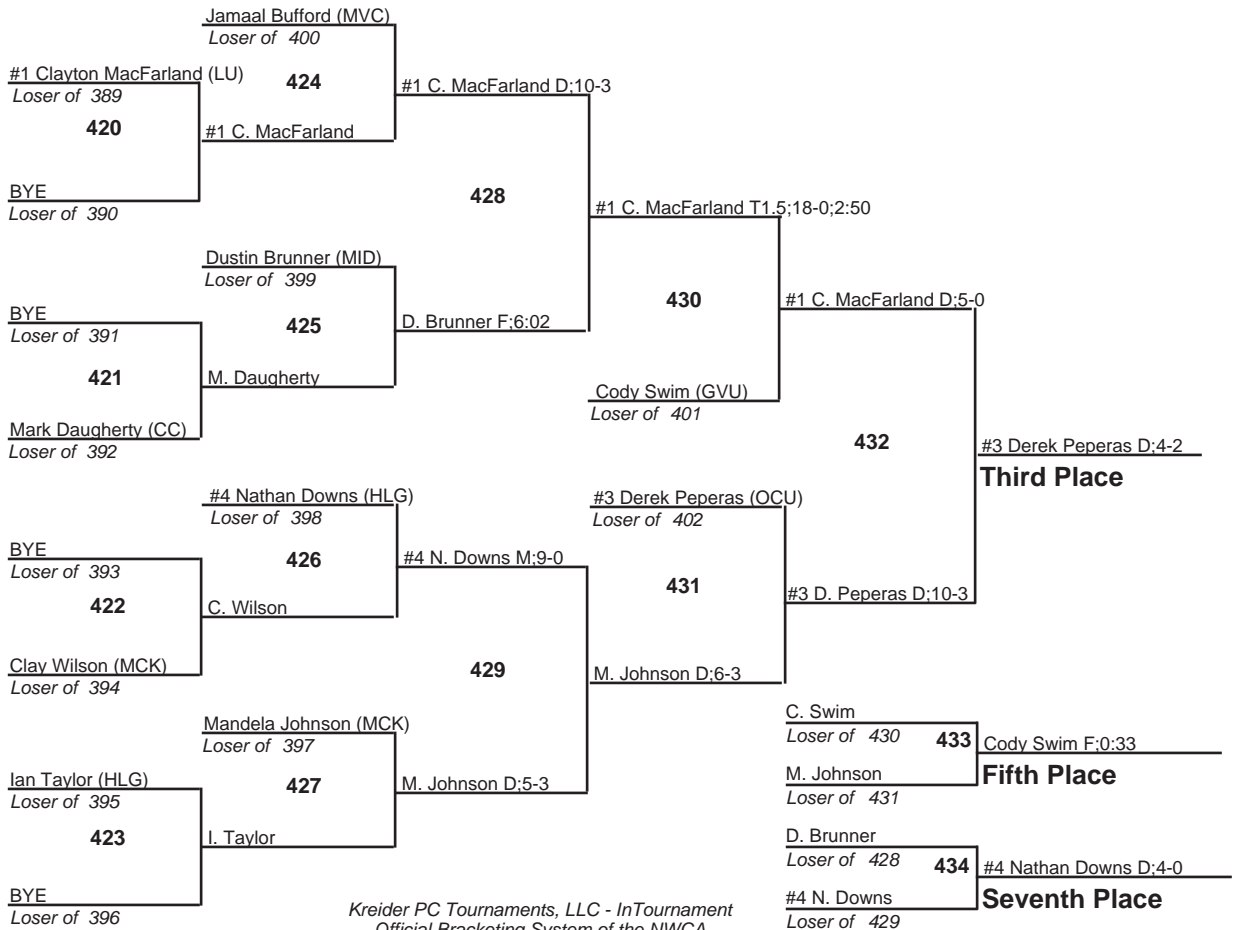 Jamaal Bufford (MVC)
Loser of 400
#1 Clayton MacFarland (LU)
Loser of 389
424
#1 C. MacFarland D;10-3
420
#1 C. MacFarland
BYE
Loser of 390
428
#1 C. MacFarland T1.5;18-0;2:50
Dustin Brunner (MID)
Loser of 399
BYE
Loser of 391
425
D. Brunner F;6:02
430
#1 C. MacFarland D;5-0
421
M. Daugherty
Cody Swim (GVU)
Loser of 401
Mark Daugherty (CC)
Loser of 392
432
#3 Derek Peperas D;4-2
Third Place
#4 Nathan Downs (HLG)
Loser of 398
#3 Derek Peperas (OCU)
Loser of 402
BYE
Loser of 393
426
#4 N. Downs M;9-0
431
#3 D. Peperas D;10-3
422
C. Wilson
Clay Wilson (MCK)
Loser of 394
429
M. Johnson D;6-3
Mandela Johnson (MCK)
Loser of 397
C. Swim
Loser of 430
433
Cody Swim F;0:33
Fifth Place
M. Johnson
Loser of 431
Ian Taylor (HLG)
Loser of 395
427
M. Johnson D;5-3
423
I. Taylor
D. Brunner
Loser of 428
434
#4 Nathan Downs D;4-0
Seventh Place
#4 N. Downs
Loser of 429
BYE
Loser of 396
Kreider PC Tournaments, LLC - InTournament
Official Bracketing System of the NWCA